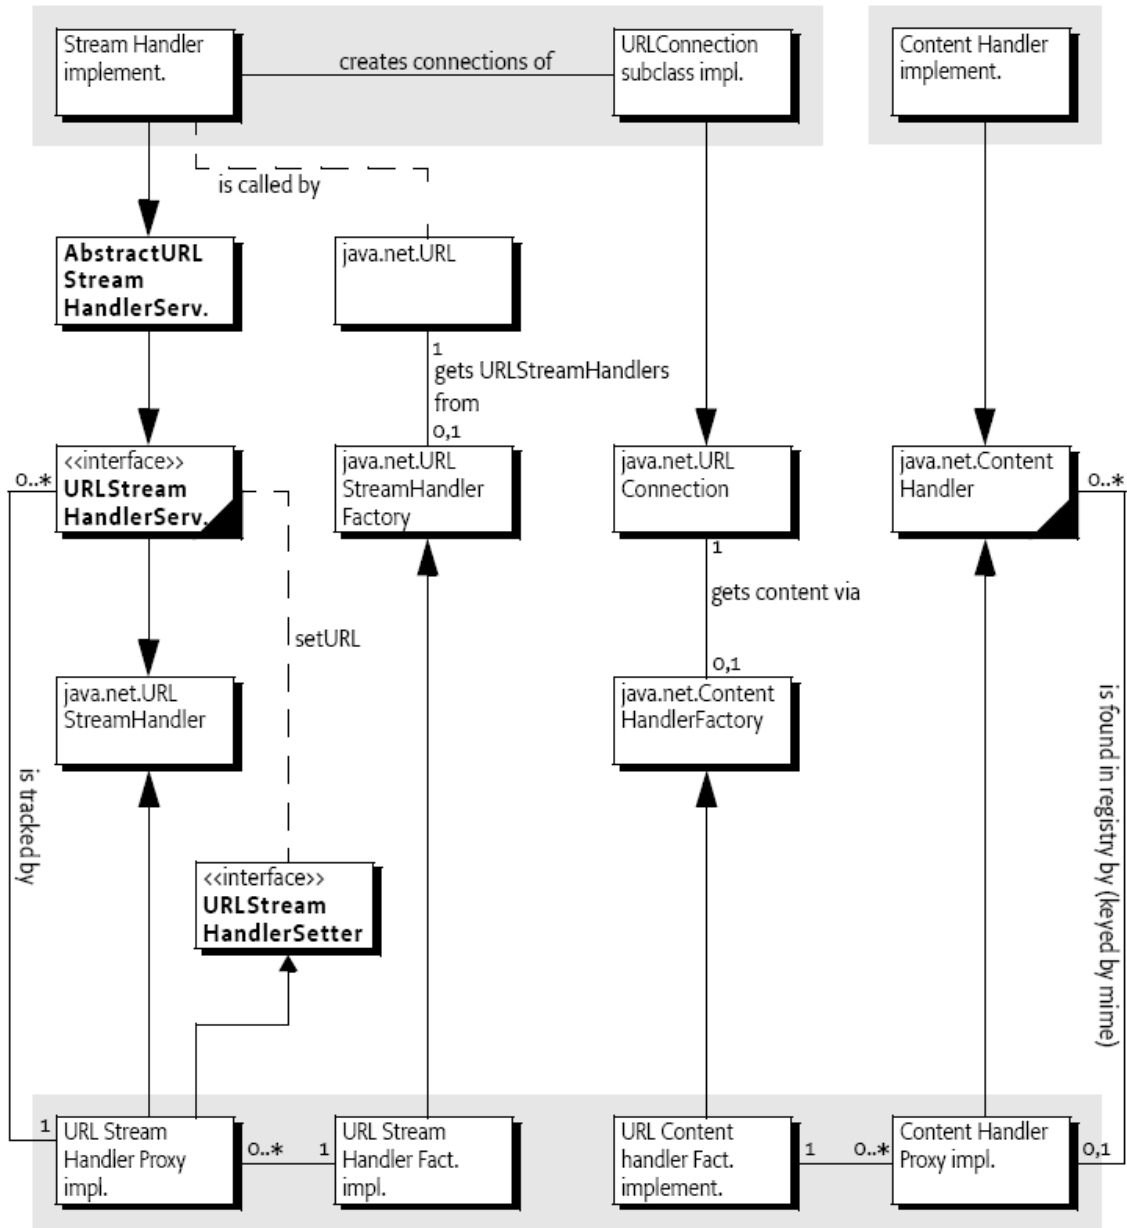 Stream Handler
implement.
creates connections of
URLConnection
subclass impl.
Content Handler
implement.
is called by
AbstractURL
Stream
HandlerServ.
java.net.URL
1
gets URLStreamHandlers
from
0,1
<<interface>>
URLStream
HandlerServ.
0..*
java.net.URL
StreamHandler
Factory
java.net.URL
Connection
java.net.Content
Handler
0..*
1
gets content via
0,1
setURL
java.net.URL
StreamHandler
java.net.Content
HandlerFactory
is tracked by
is found in registry by (keyed by mime)
<<interface>>
URLStream
HandlerSetter
1
URL Stream
Handler Proxy
impl.
0..*
1
URL Stream
Handler Fact.
impl.
URL Content
handler Fact.
implement.
1
0..*
Content Handler
Proxy impl.
0,1